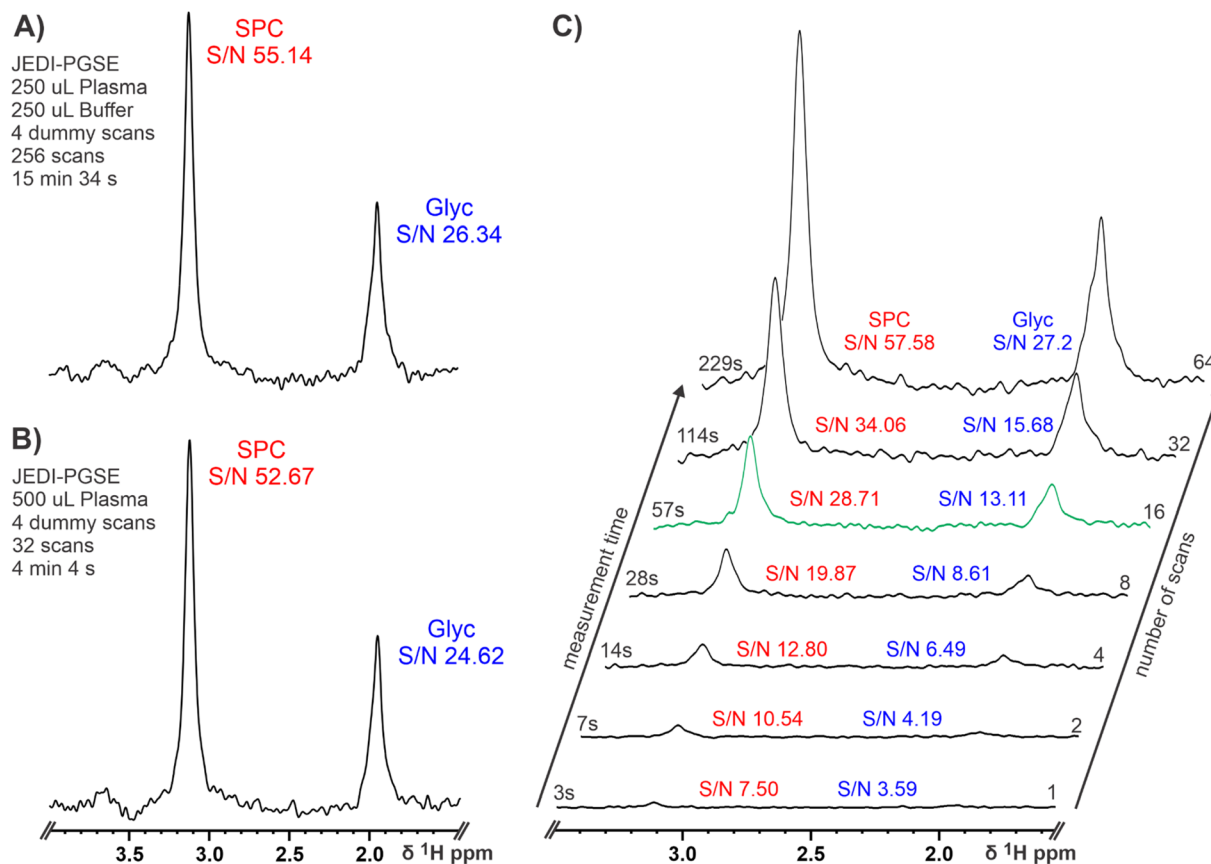 A)
SPC
S/N 55.14
JEDI-PGSE
250 uL Plasma
250 uL Buffer
4 dummy scans
256 scans
15 min 34 s
Glyc
S/N 26.34
B)
SPC
S/N 52.67
JEDI-PGSE
500 uL Plasma
4 dummy scans
32 scans
4 min 4 s
Glyc
S/N 24.62
3.5 3.0 2.5 2.0 δ ¹H ppm
C)
SPC Glyc
229s S/N 57.58 S/N 27.2 64
114s S/N 34.06 S/N 15.68 32
57s S/N 28.71 S/N 13.11 16
28s S/N 19.87 S/N 8.61 8
14s S/N 12.80 S/N 6.49 4
7s S/N 10.54 S/N 4.19 2
3s S/N 7.50 S/N 3.59 1
measurement time
number of scans
3.0 2.0 δ ¹H ppm